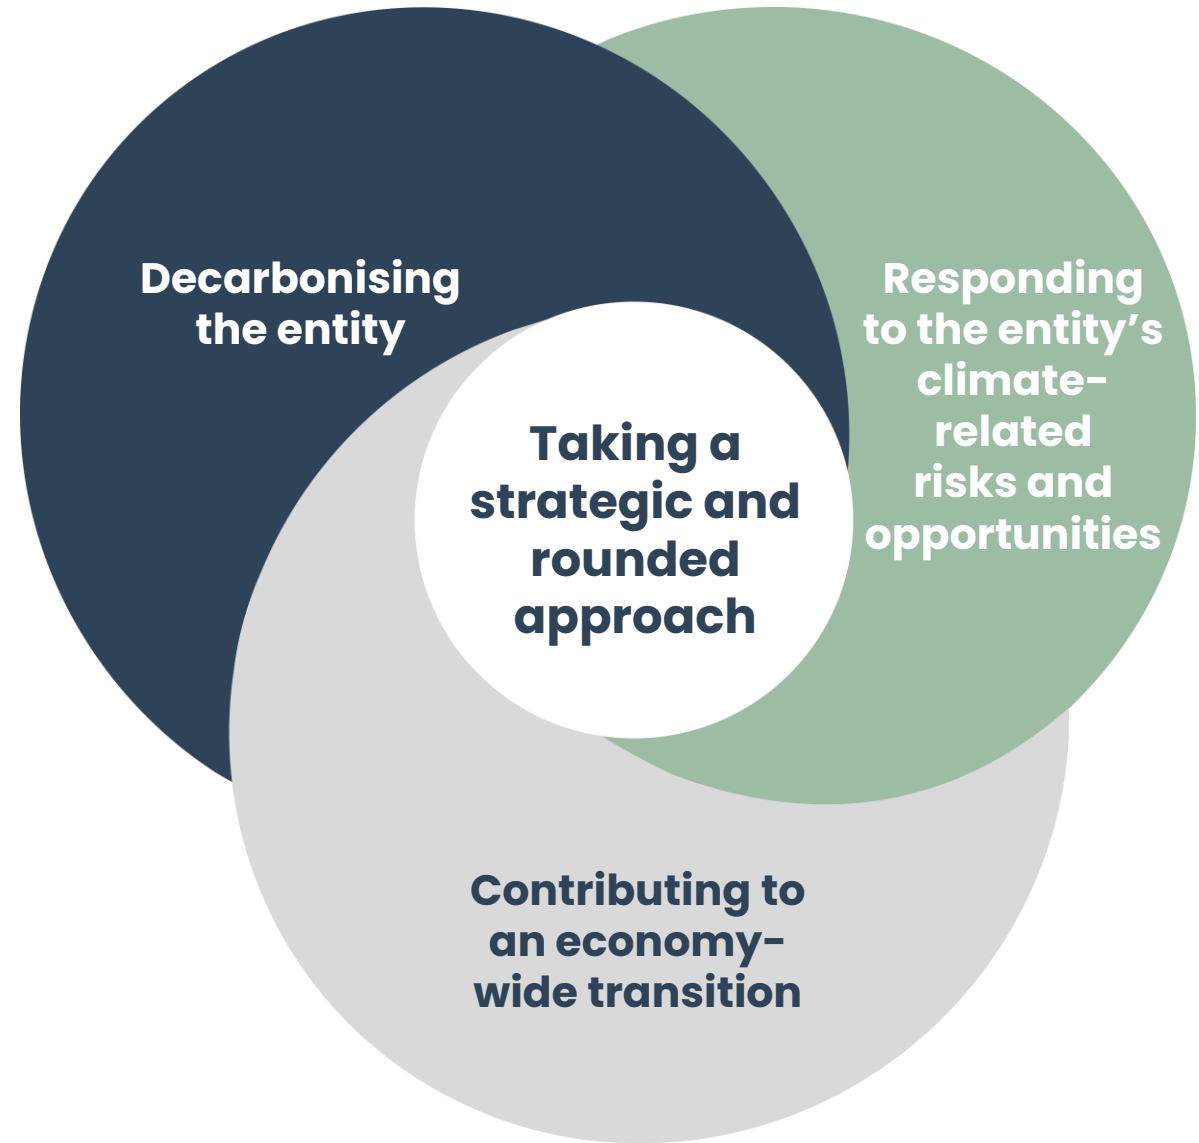 Decarbonising
the entity
Responding
to the entity’s
climate-
related
risks and
opportunities
Taking a
strategic and
rounded
approach
Contributing to
an economy-
wide transition